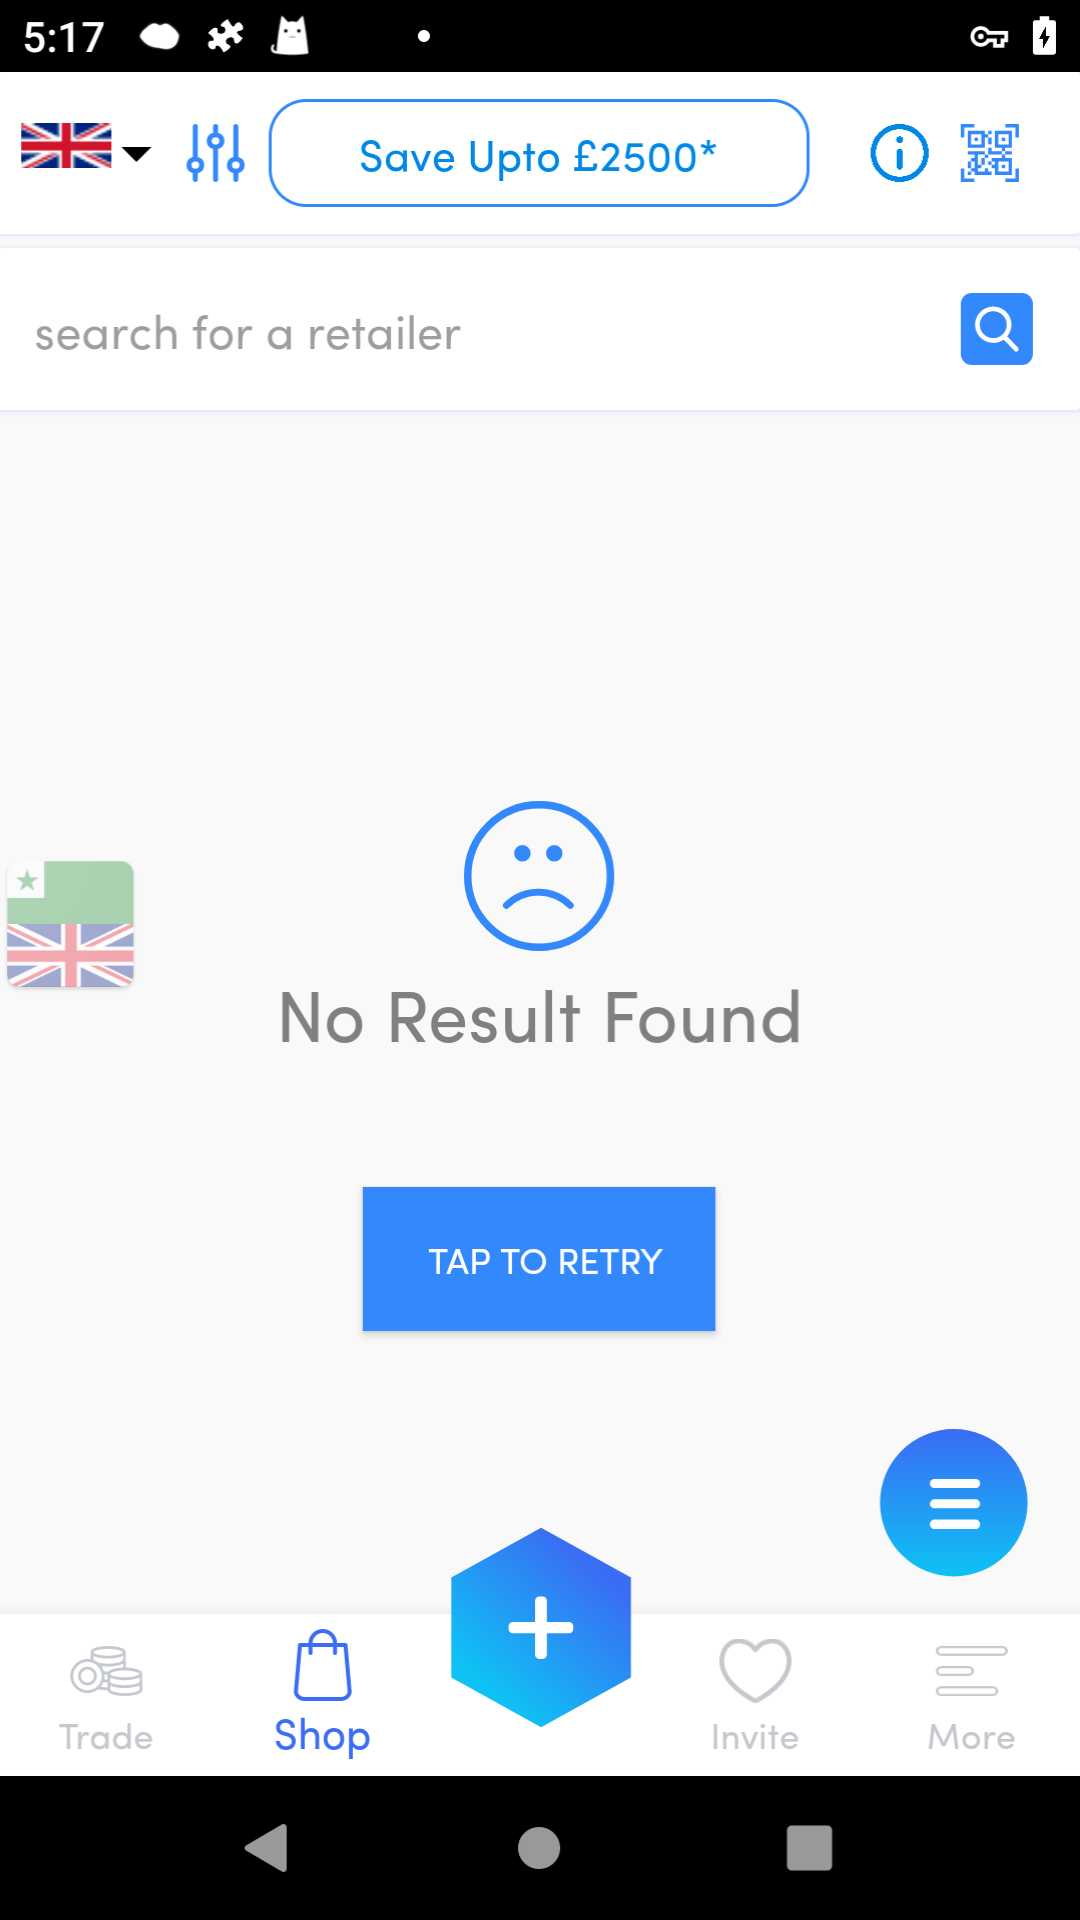 5:17
Save Upto £2500*
search for a retailer
No Result Found
TAP TO RETRY
Trade
Shop
Invite
More